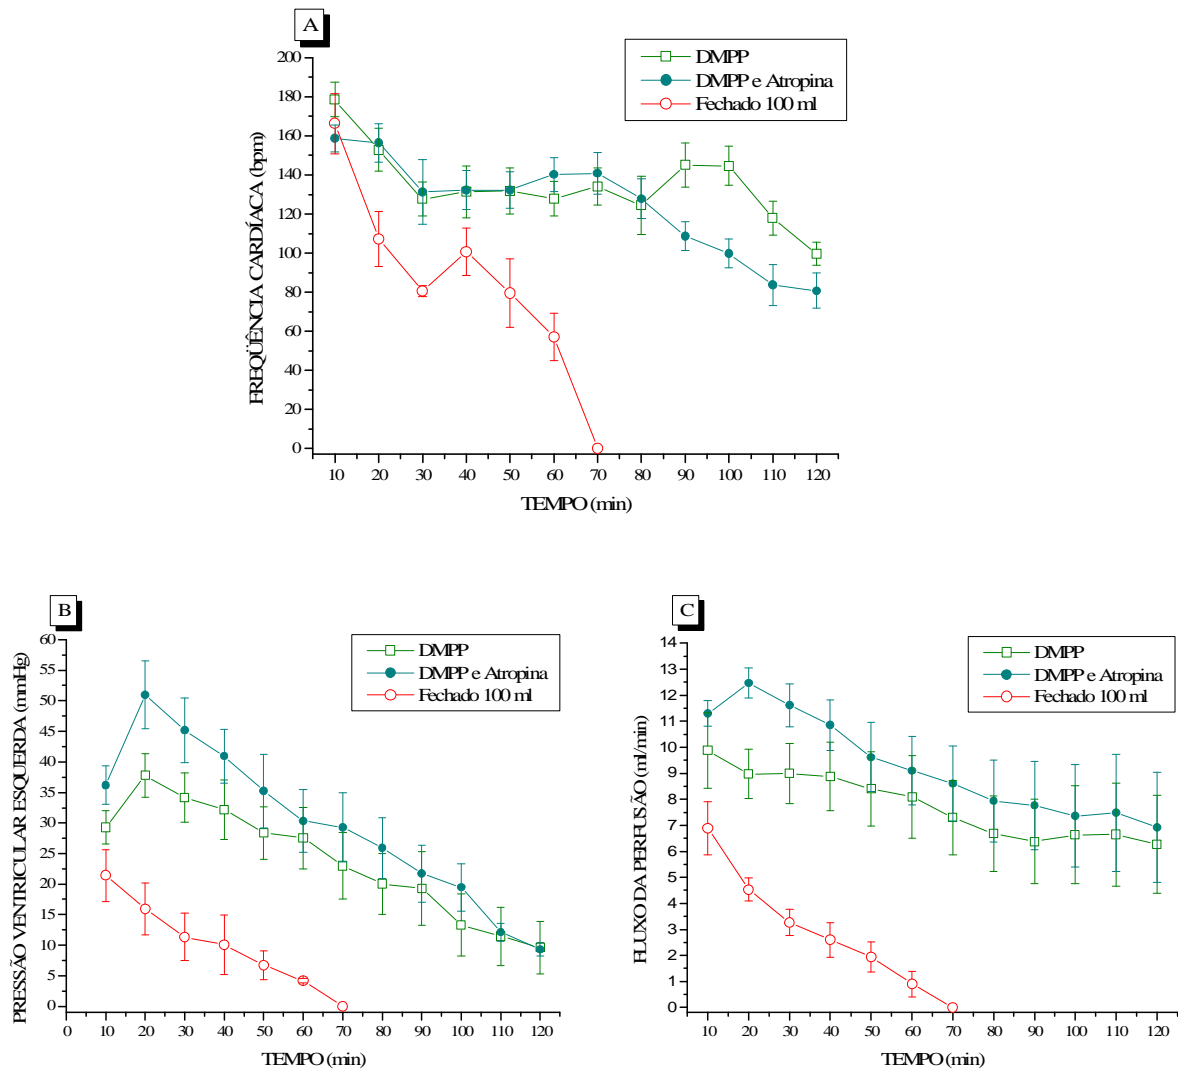 A
DMPP
DMPP e Atropina
Fechado 100 ml
FREQÜÊNCIA CARDÍACA (bpm)
200
180
160
140
120
100
80
60
40
20
0
10 20 30 40 50 60 70 80 90 100 110 120
TEMPO (min)
B
DMPP
DMPP e Atropina
Fechado 100 ml
PRESSÃO VENTRICULAR ESQUERDA (mmHg)
60
55
50
45
40
35
30
25
20
15
10
5
0
0 10 20 30 40 50 60 70 80 90 100 110 120
TEMPO (min)
C
DMPP
DMPP e Atropina
Fechado 100 ml
FLUXO DA PERFUSÃO (ml/min)
14
13
12
11
10
9
8
7
6
5
4
3
2
1
0
10 20 30 40 50 60 70 80 90 100 110 120
TEMPO (min)